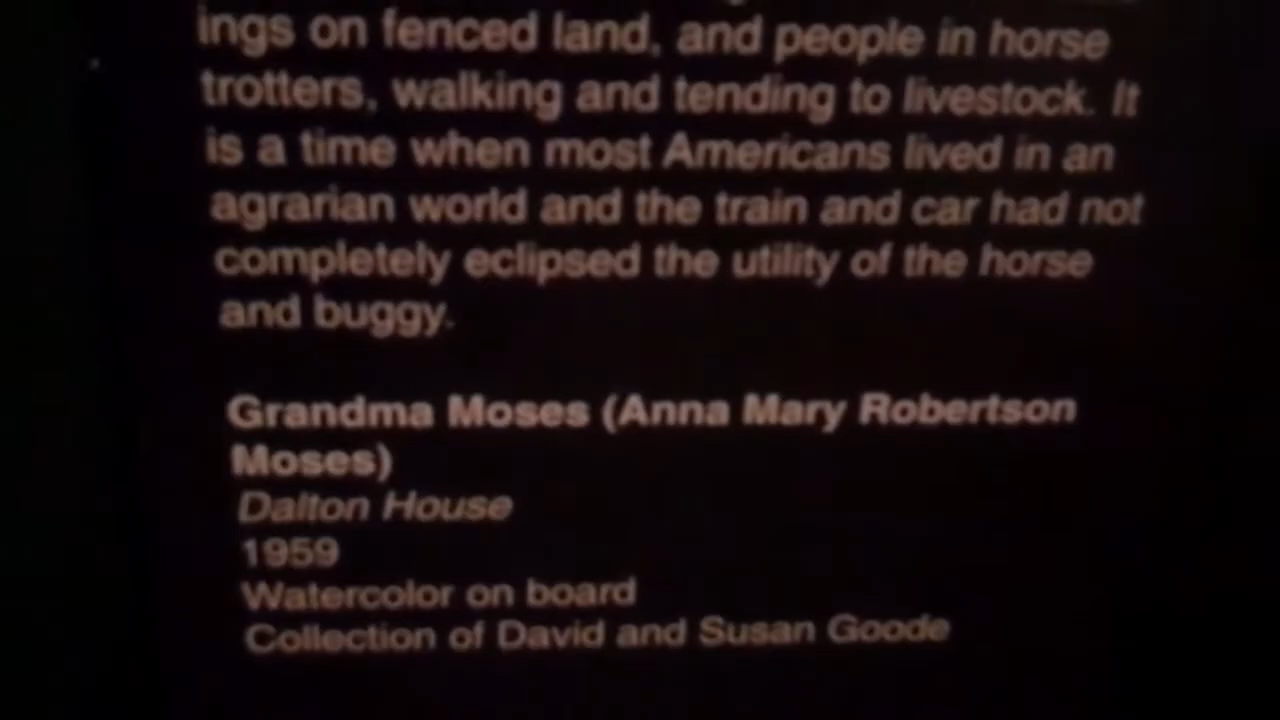 ings on fenced land, and people in horse
trotters, walking and tending to livestock. It
is a time when most Americans lived in an
agrarian world and the train and car had not
completely eclipsed the utility of the horse
and buggy.
Grandma Moses (Anna Mary Robertson
Moses)
Dalton House
1959
Watercolor on board
Collection of David and Susan Goode